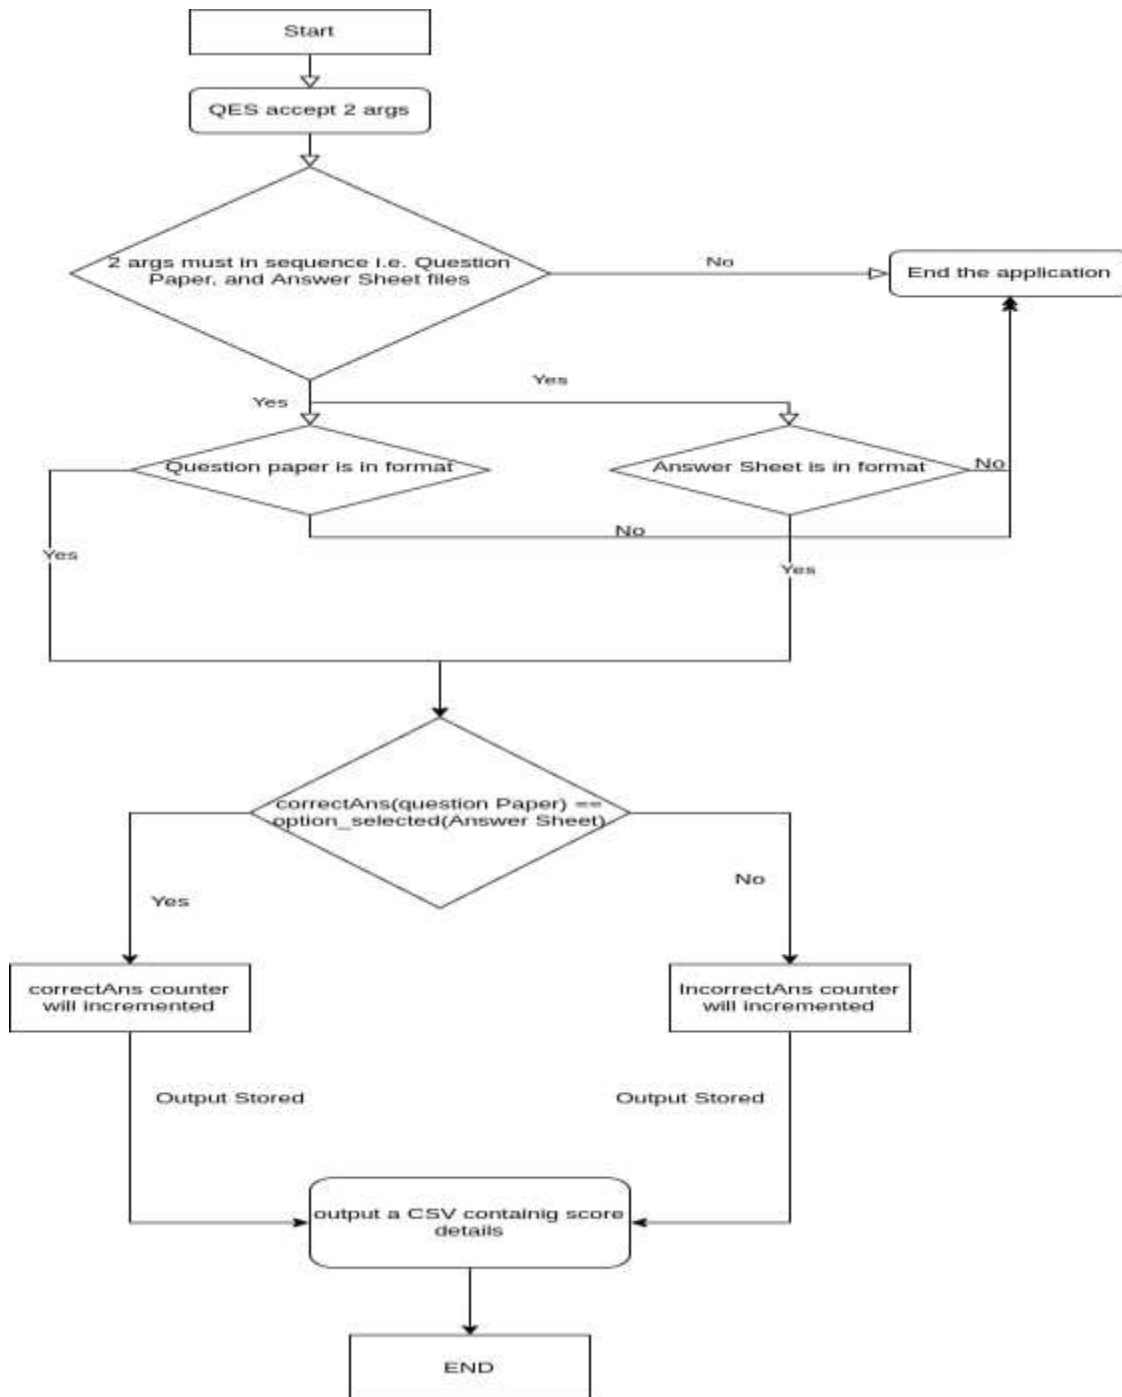 Start
QES accept 2 args
2 args must in sequence i.e. Question
Paper, and Answer Sheet files
No
End the application
Yes
Yes
Question paper is in format
Answer Sheet is in format
No
No
Yes
Yes
correctAns(question Paper) ==
option_selected(Answer Sheet)
Yes
No
correctAns counter
will incremented
IncorrectAns counter
will incremented
Output Stored
Output Stored
output a CSV containig score
details
END